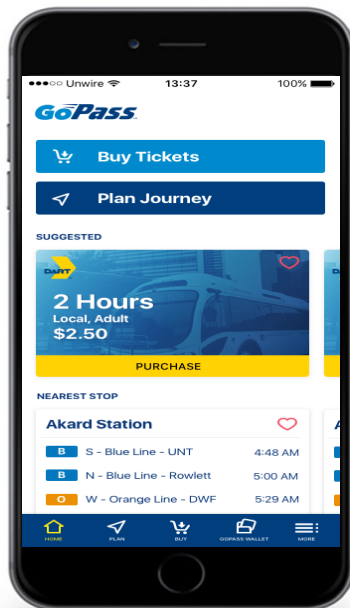 ●●●○○ Unwire 13:37 100%
GoPass
Buy Tickets
Plan Journey
SUGGESTED
DART
2 Hours
Local, Adult
$2.50
PURCHASE
NEAREST STOP
Akard Station
B S - Blue Line - UNT 4:48 AM
B N - Blue Line - Rowlett 5:00 AM
O W - Orange Line - DWF 5:29 AM
HOME PLAN BUY GOPASS WALLET MORE